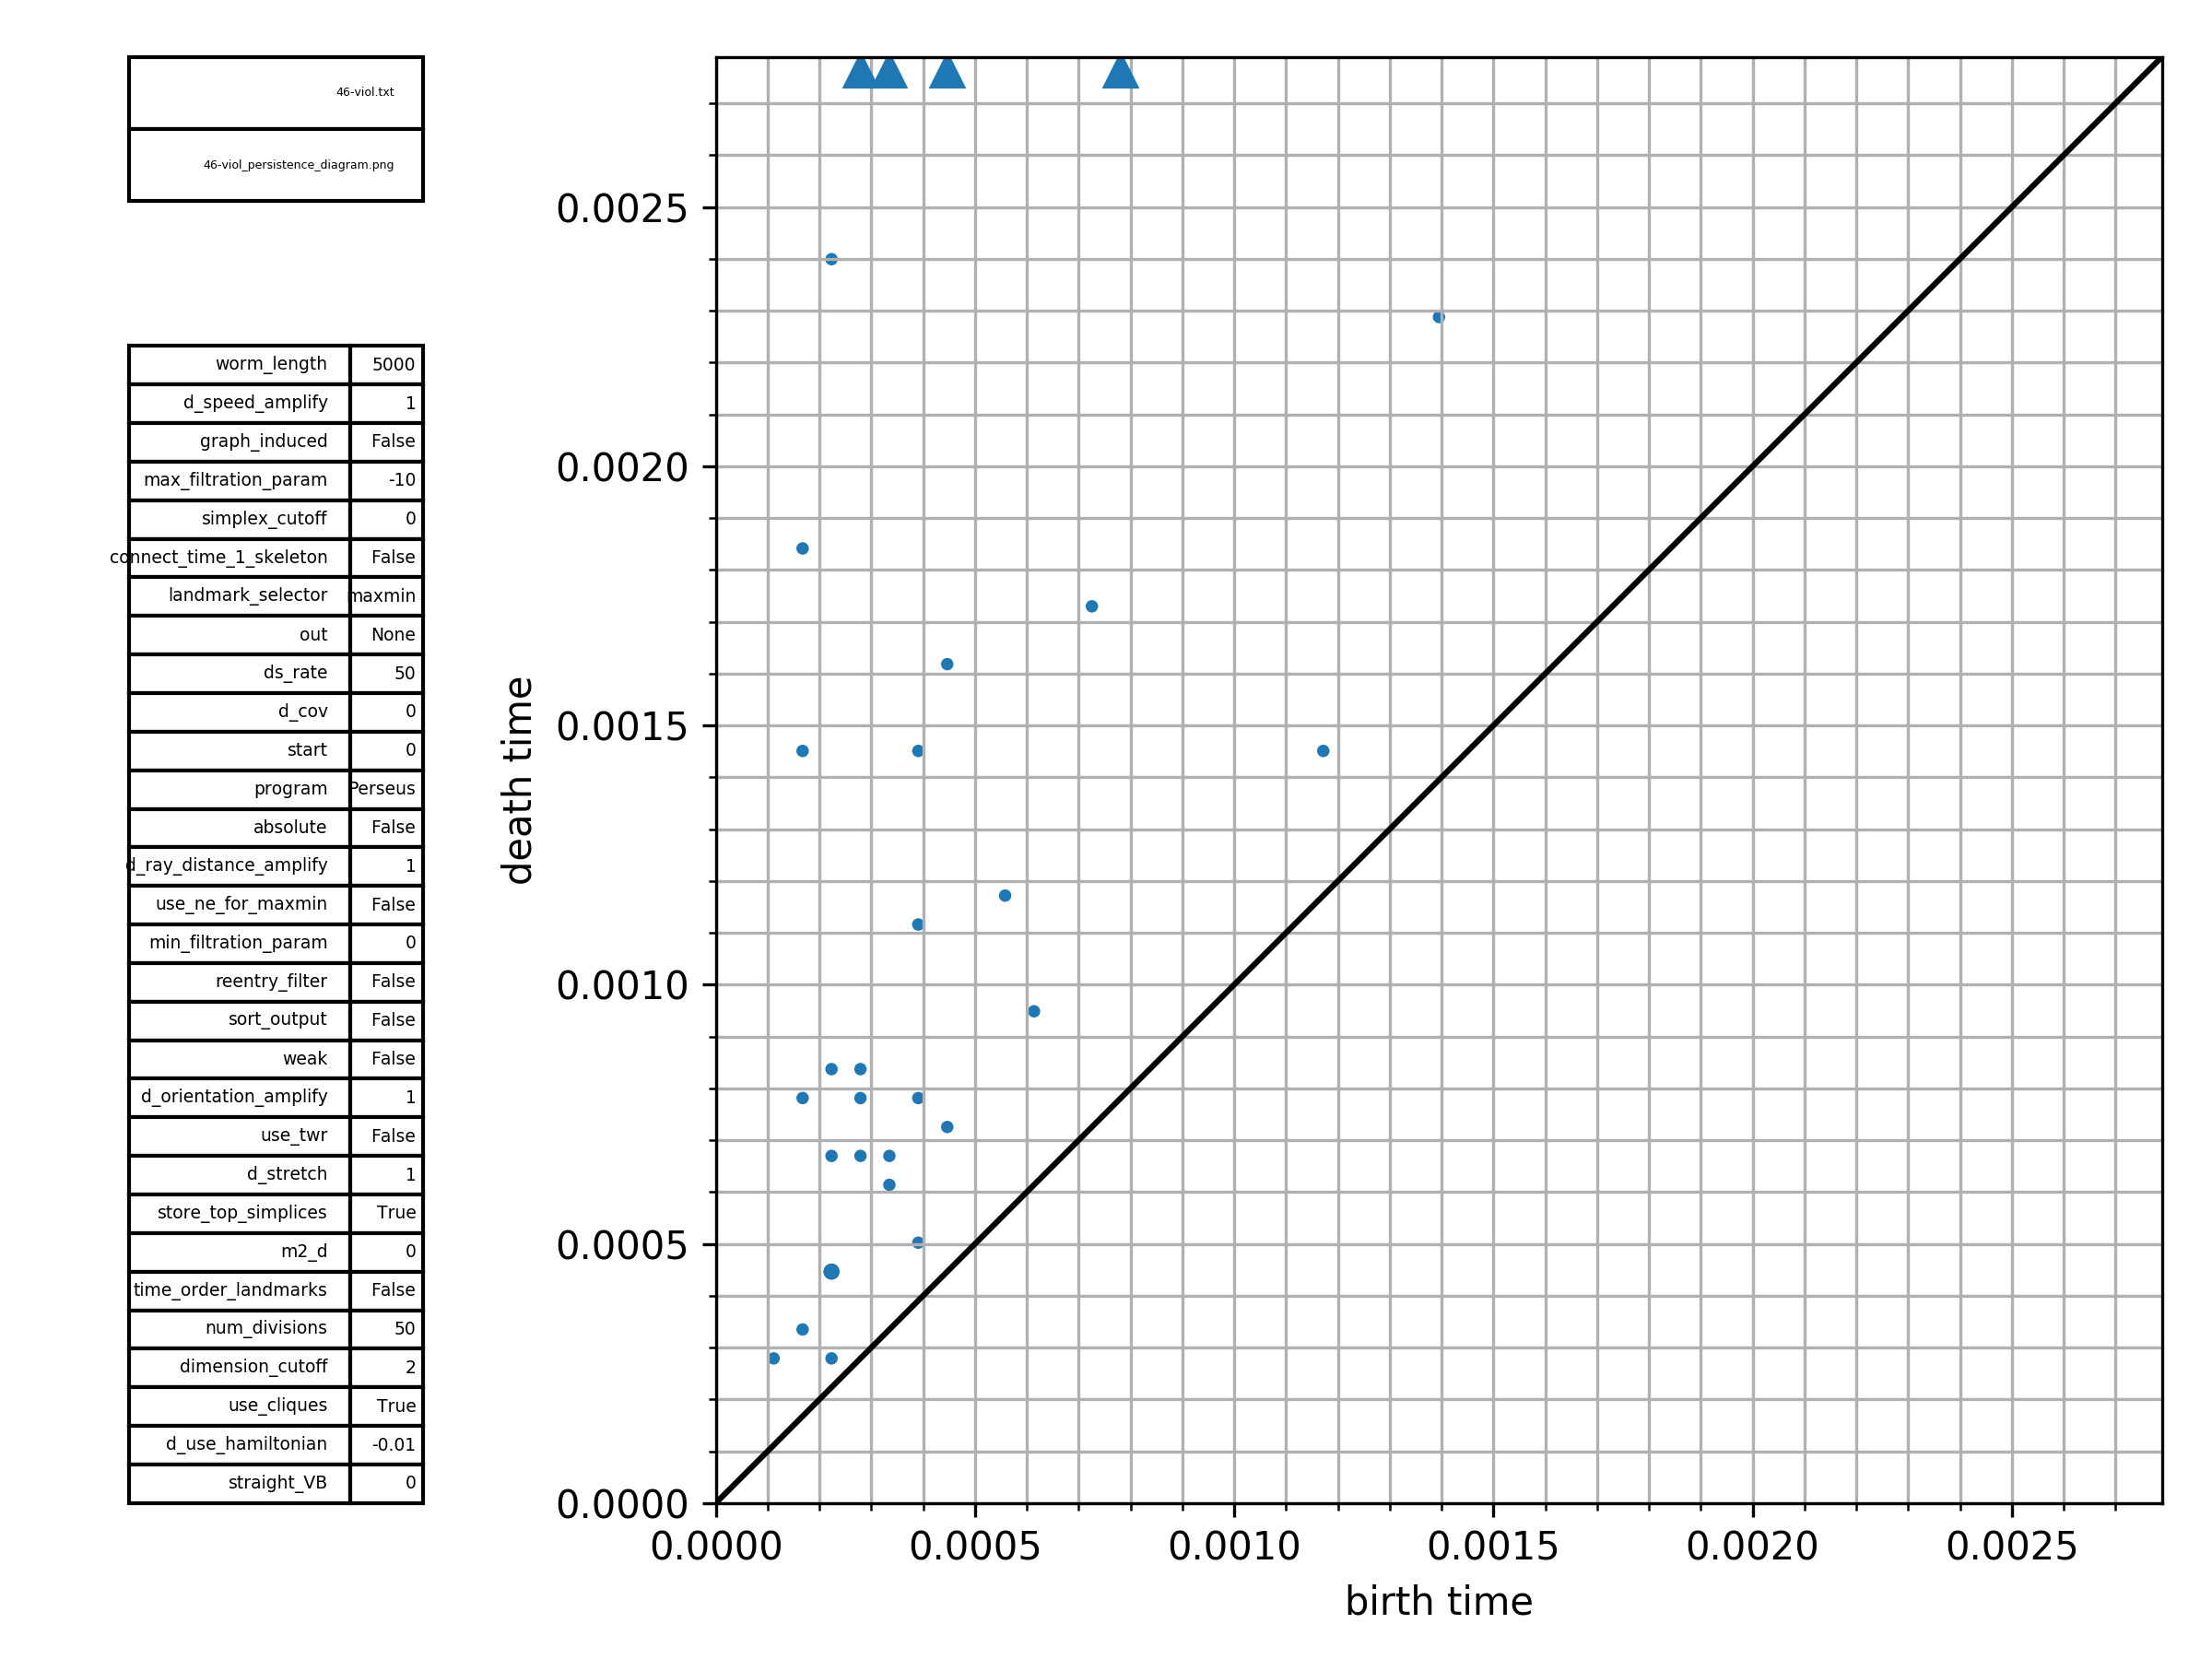 46-viol.txt
46-viol_persistence_diagram.png
worm_length 5000
d_speed_amplify 1
graph_induced False
max_filtration_param -10
simplex_cutoff 0
connect_time_1_skeleton False
landmark_selector maxmin
out None
ds_rate 50
d_cov 0
start 0
program Perseus
absolute False
d_ray_distance_amplify 1
use_ne_for_maxmin False
min_filtration_param 0
reentry_filter False
sort_output False
weak False
d_orientation_amplify 1
use_twr False
d_stretch 1
store_top_simplices True
m2_d 0
time_order_landmarks False
num_divisions 50
dimension_cutoff 2
use_cliques True
d_use_hamiltonian -0.01
straight_VB 0
death time
0.0025
0.0020
0.0015
0.0010
0.0005
0.0000
0.0000 0.0005 0.0010 0.0015 0.0020 0.0025
birth time